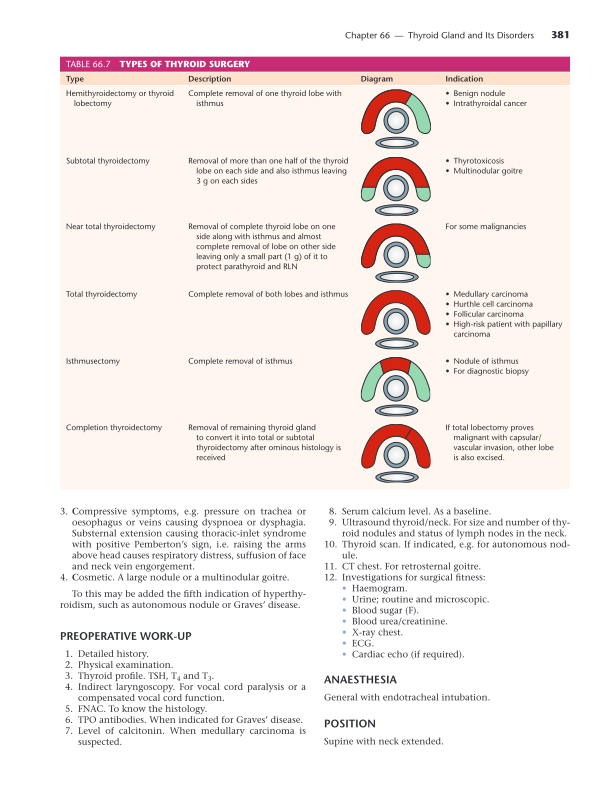 Chapter 66 — Thyroid Gland and Its Disorders 381
TABLE 66.7 TYPES OF THYROID SURGERY
Type Description Diagram Indication
Hemithyroidectomy or thyroid
lobectomy
Complete removal of one thyroid lobe with
isthmus
• Benign nodule
• Intrathyroidal cancer
Subtotal thyroidectomy
Removal of more than one half of the thyroid
lobe on each side and also isthmus leaving
3 g on each sides
• Thyrotoxicosis
• Multinodular goitre
Near total thyroidectomy
Removal of complete thyroid lobe on one
side along with isthmus and almost
complete removal of lobe on other side
leaving only a small part (1 g) of it to
protect parathyroid and RLN
For some malignancies
Total thyroidectomy
Complete removal of both lobes and isthmus
• Medullary carcinoma
• Hurthle cell carcinoma
• Follicular carcinoma
• High-risk patient with papillary
carcinoma
Isthmusectomy
Complete removal of isthmus
• Nodule of isthmus
• For diagnostic biopsy
Completion thyroidectomy
Removal of remaining thyroid gland
to convert it into total or subtotal
thyroidectomy after ominous histology is
received
If total lobectomy proves
malignant with capsular/
vascular invasion, other lobe
is also excised.
3. Compressive symptoms, e.g. pressure on trachea or
oesophagus or veins causing dyspnoea or dysphagia.
Substernal extension causing thoracic-inlet syndrome
with positive Pemberton's sign, i.e. raising the arms
above head causes respiratory distress, suffusion of face
and neck vein engorgement.
4. Cosmetic. A large nodule or a multinodular goitre.
To this may be added the fifth indication of hyperthy-
roidism, such as autonomous nodule or Graves' disease.
PREOPERATIVE WORK-UP
1. Detailed history.
2. Physical examination.
3. Thyroid profile. TSH, T4 and T3.
4. Indirect laryngoscopy. For vocal cord paralysis or a
compensated vocal cord function.
5. FNAC. To know the histology.
6. TPO antibodies. When indicated for Graves' disease.
7. Level of calcitonin. When medullary carcinoma is
suspected.
8. Serum calcium level. As a baseline.
9. Ultrasound thyroid/neck. For size and number of thy-
roid nodules and status of lymph nodes in the neck.
10. Thyroid scan. If indicated, e.g. for autonomous nod-
ule.
11. CT chest. For retrosternal goitre.
12. Investigations for surgical fitness:
• Haemogram.
• Urine; routine and microscopic.
• Blood sugar (F).
• Blood urea/creatinine.
• X-ray chest.
• ECG.
• Cardiac echo (if required).
ANAESTHESIA
General with endotracheal intubation.
POSITION
Supine with neck extended.